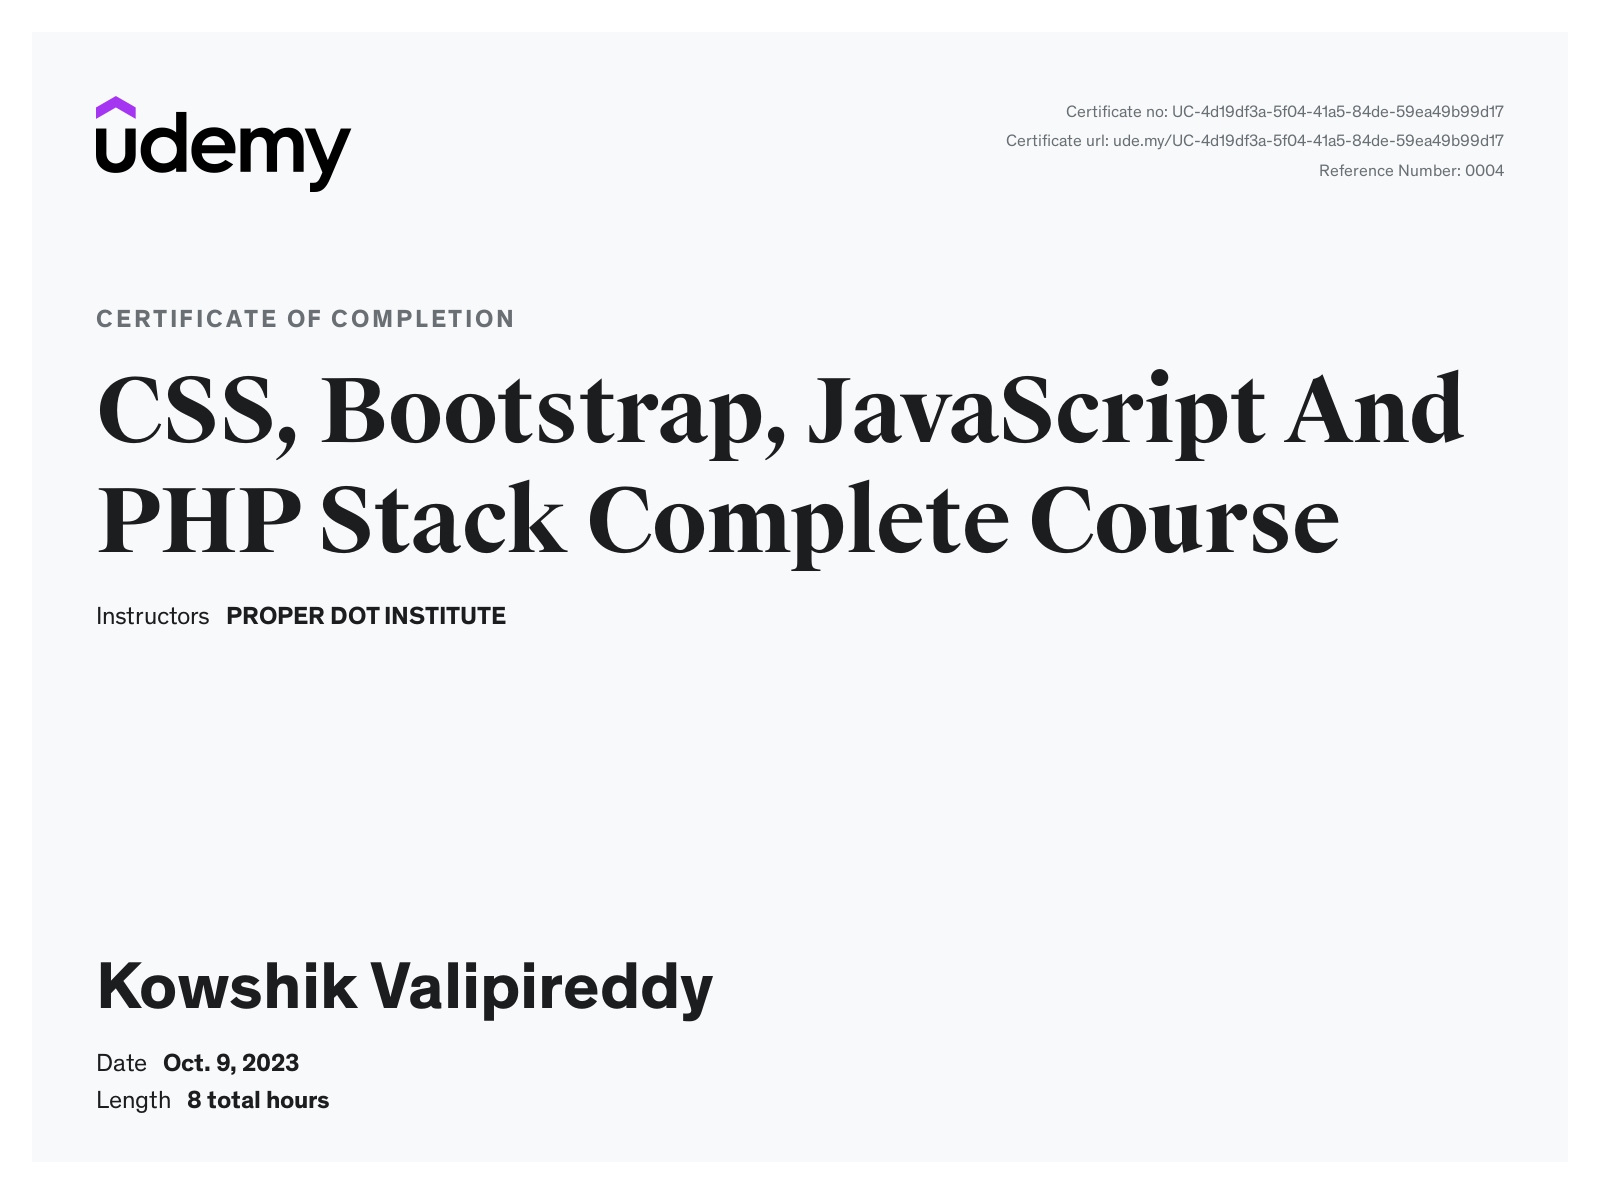 udemy
Certificate no: UC-4d19df3a-5f04-41a5-84de-59ea49b99d17
Certificate url: ude.my/UC-4d19df3a-5f04-41a5-84de-59ea49b99d17
Reference Number: 0004
CERTIFICATE OF COMPLETION
CSS, Bootstrap, JavaScript And
PHP Stack Complete Course
Instructors PROPER DOT INSTITUTE
Kowshik Valipireddy
Date Oct. 9, 2023
Length 8 total hours